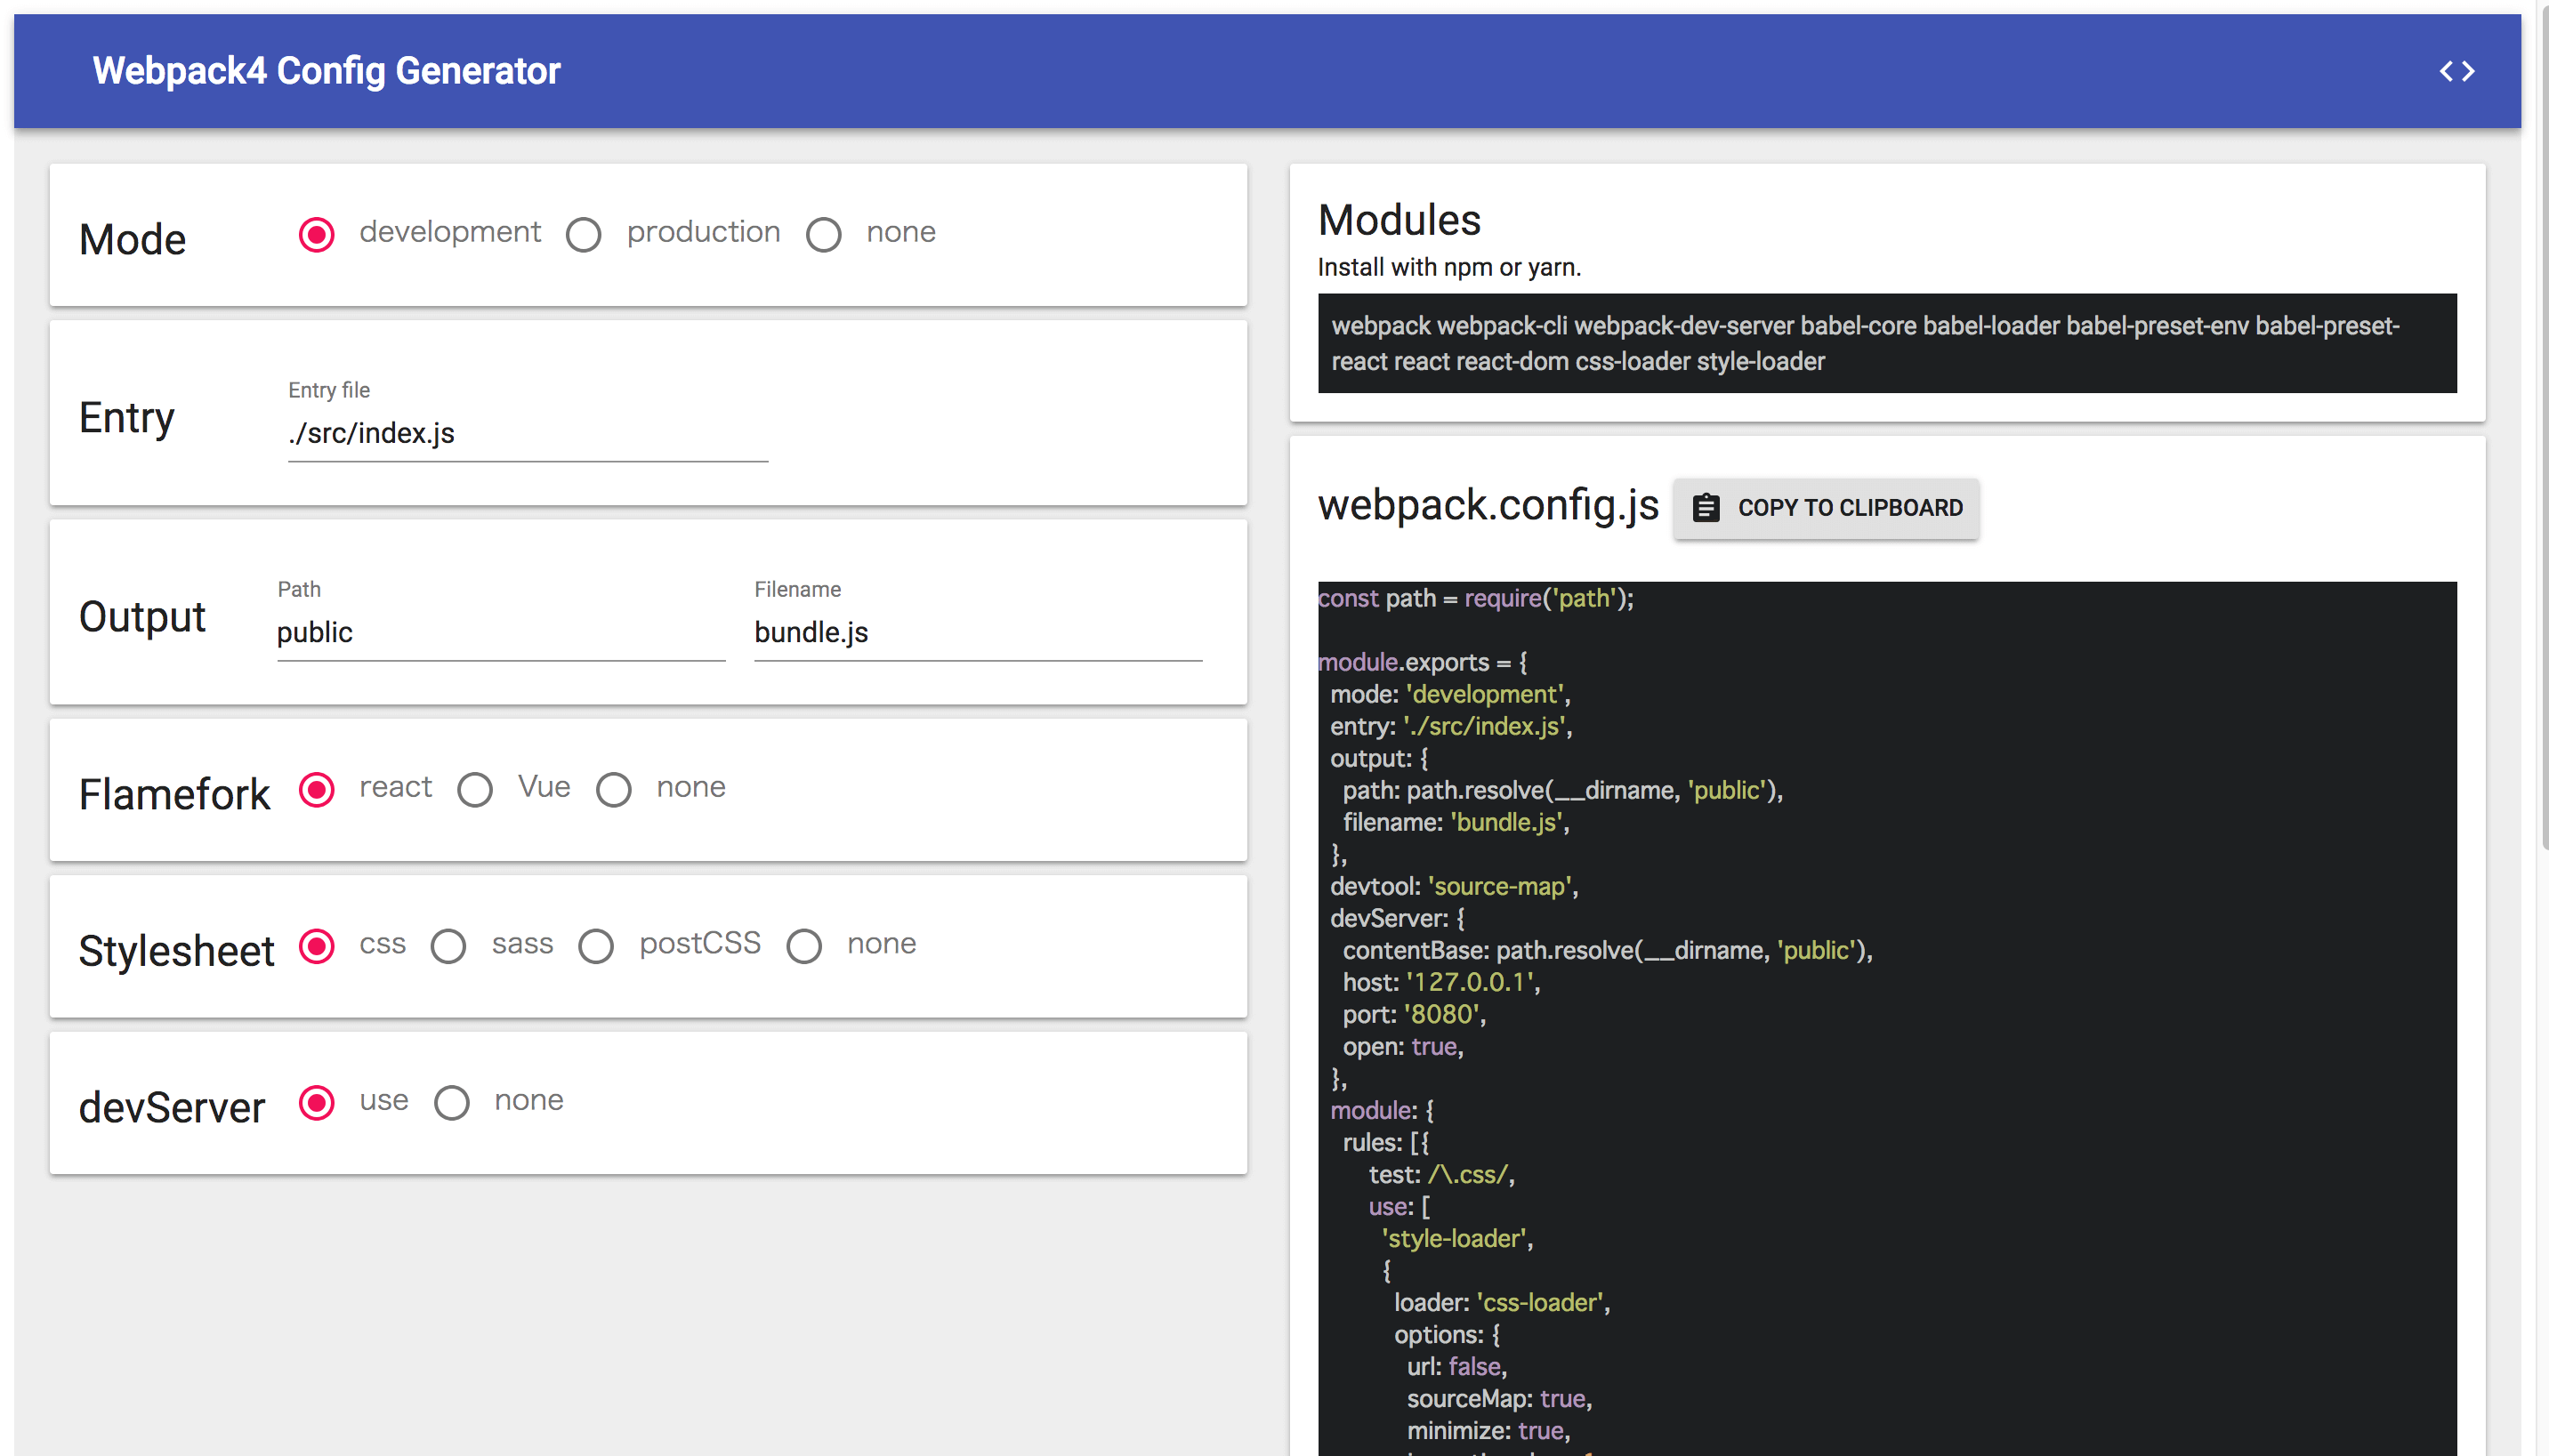 Webpack4 Config Generator
Mode
development
production
none
Entry
Entry file
./src/index.js
Output
Path
public
Filename
bundle.js
Flamefork
react
Vue
none
Stylesheet
css
sass
postCSS
none
devServer
use
none
Modules
Install with npm or yarn.
webpack webpack-cli webpack-dev-server babel-core babel-loader babel-preset-env babel-preset-
react react react-dom css-loader style-loader
webpack.config.js
COPY TO CLIPBOARD
const path = require('path');
module.exports = {
mode: 'development',
entry: './src/index.js',
output: {
path: path.resolve(__dirname, 'public'),
filename: 'bundle.js',
},
devtool: 'source-map',
devServer: {
contentBase: path.resolve(__dirname, 'public'),
host: '127.0.0.1',
port: '8080',
open: true,
},
module: {
rules: [{
test: /\.css/,
use: [
'style-loader',
{
loader: 'css-loader',
options: {
url: false,
sourceMap: true,
minimize: true,